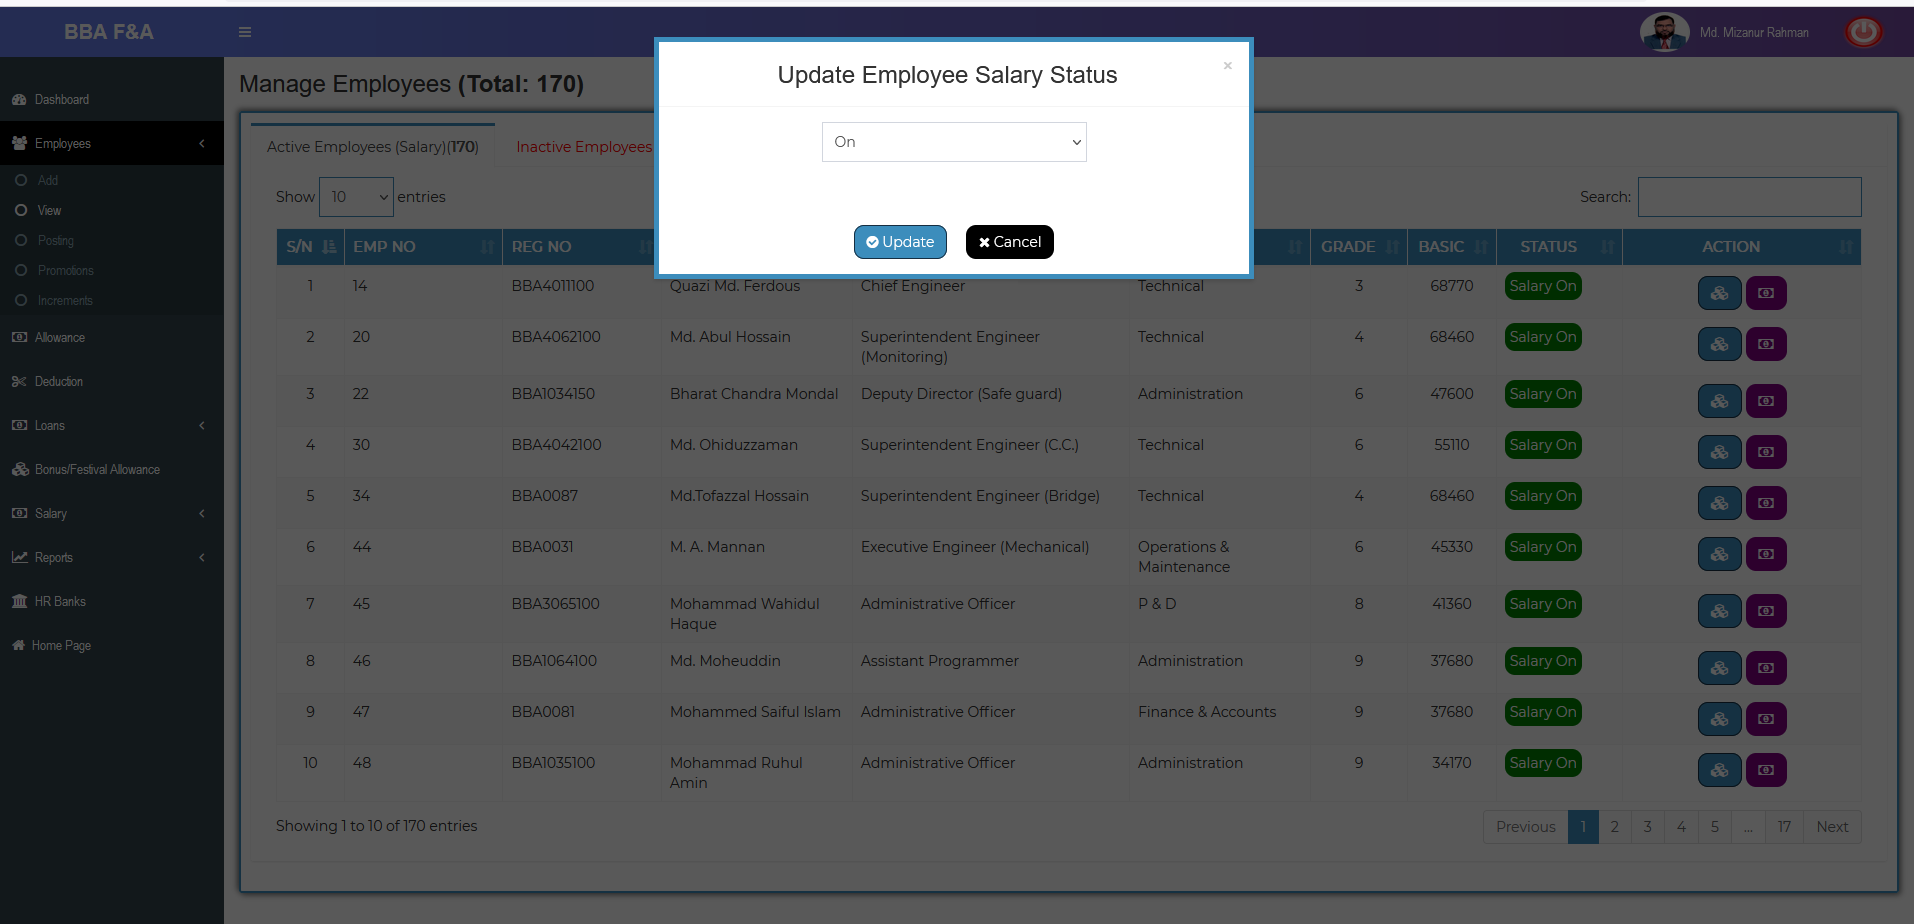 BBA F&A
Md. Mizanur Rahman
Dashboard
Employees
Add
View
Posting
Promotions
Increments
Allowance
Deduction
Loans
Bonus/Festival Allowance
Salary
Reports
HR Banks
Home Page
Manage Employees (Total: 170)
Update Employee Salary Status
×
On
Update Cancel
Active Employees (Salary)(170) Inactive Employees
Show 10 entries Search:
S/N EMP NO REG NO GRADE BASIC STATUS ACTION
1 14 BBA4011100 Quazi Md. Ferdous Chief Engineer Technical 3 68770 Salary On
2 20 BBA4062100 Md. Abul Hossain Superintendent Engineer Technical 4 68460 Salary On
(Monitoring)
3 22 BBA1034150 Bharat Chandra Mondal Deputy Director (Safe guard) Administration 6 47600 Salary On
4 30 BBA4042100 Md. Ohiduzzaman Superintendent Engineer (C.C.) Technical 6 55110 Salary On
5 34 BBA0087 Md.Tofazzal Hossain Superintendent Engineer (Bridge) Technical 4 68460 Salary On
6 44 BBA0031 M. A. Mannan Executive Engineer (Mechanical) Operations & 6 45330 Salary On
Maintenance
7 45 BBA3065100 Mohammad Wahidul Administrative Officer P & D 8 41360 Salary On
Haque
8 46 BBA1064100 Md. Moheuddin Assistant Programmer Administration 9 37680 Salary On
9 47 BBA0081 Mohammed Saiful Islam Administrative Officer Finance & Accounts 9 37680 Salary On
10 48 BBA1035100 Mohammad Ruhul Administrative Officer Administration 9 34170 Salary On
Amin
Showing 1 to 10 of 170 entries
Previous 1 2 3 4 5 ... 17 Next